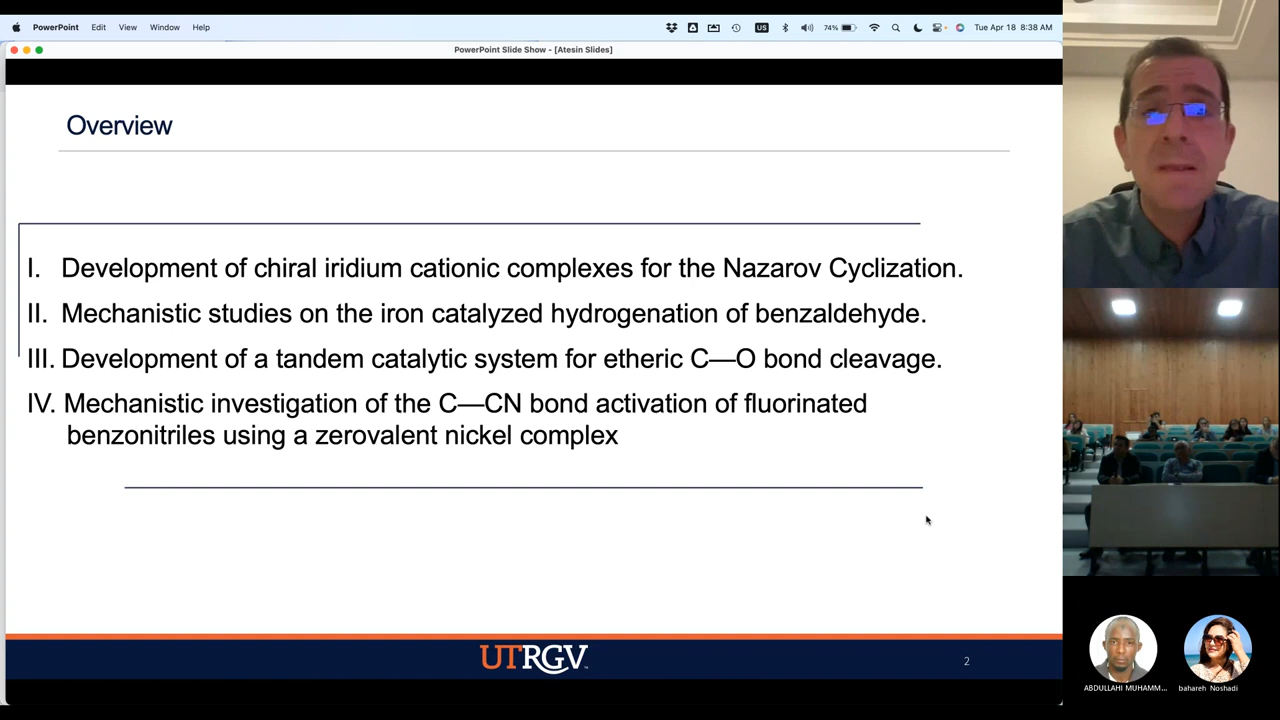 PowerPoint Edit View Window Help
US 74% Tue Apr 18 8:38 AM
PowerPoint Slide Show - [Atesin Slides]
Overview
I. Development of chiral iridium cationic complexes for the Nazarov Cyclization.
II. Mechanistic studies on the iron catalyzed hydrogenation of benzaldehyde.
III. Development of a tandem catalytic system for etheric C—O bond cleavage.
IV. Mechanistic investigation of the C—CN bond activation of fluorinated
benzonitriles using a zerovalent nickel complex
UTRGV
2
ABDULLAHI MUHAMM...
bahareh Noshadi